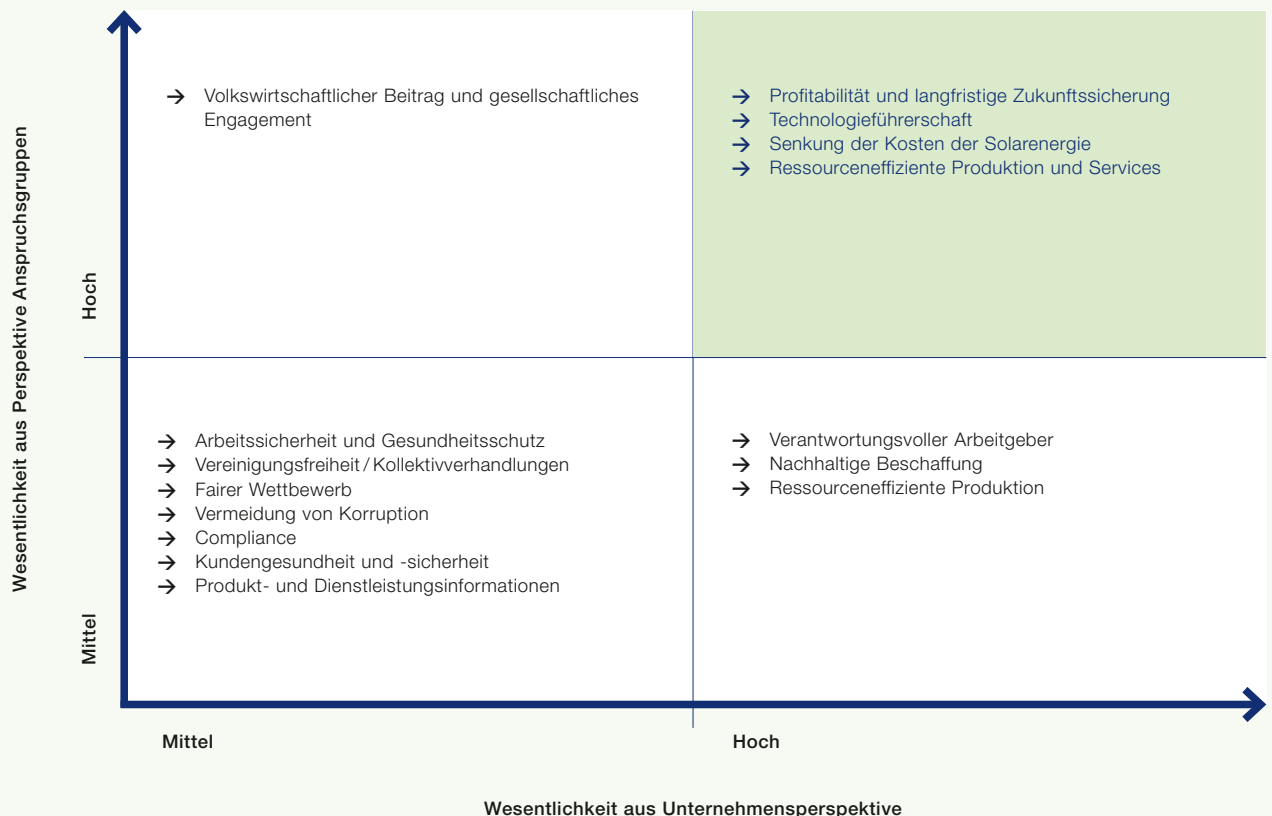 Wesentlichkeit aus Perspektive Anspruchsgruppen
Hoch
→ Volkswirtschaftlicher Beitrag und gesellschaftliches
Engagement
→ Profitabilität und langfristige Zukunftssicherung
→ Technologieführerschaft
→ Senkung der Kosten der Solarenergie
→ Ressourceneffiziente Produktion und Services
Mittel
→ Arbeitssicherheit und Gesundheitsschutz
→ Vereinigungsfreiheit / Kollektivverhandlungen
→ Fairer Wettbewerb
→ Vermeidung von Korruption
→ Compliance
→ Kundengesundheit und -sicherheit
→ Produkt- und Dienstleistungsinformationen
→ Verantwortungsvoller Arbeitgeber
→ Nachhaltige Beschaffung
→ Ressourceneffiziente Produktion
Mittel
Hoch
Wesentlichkeit aus Unternehmensperspektive